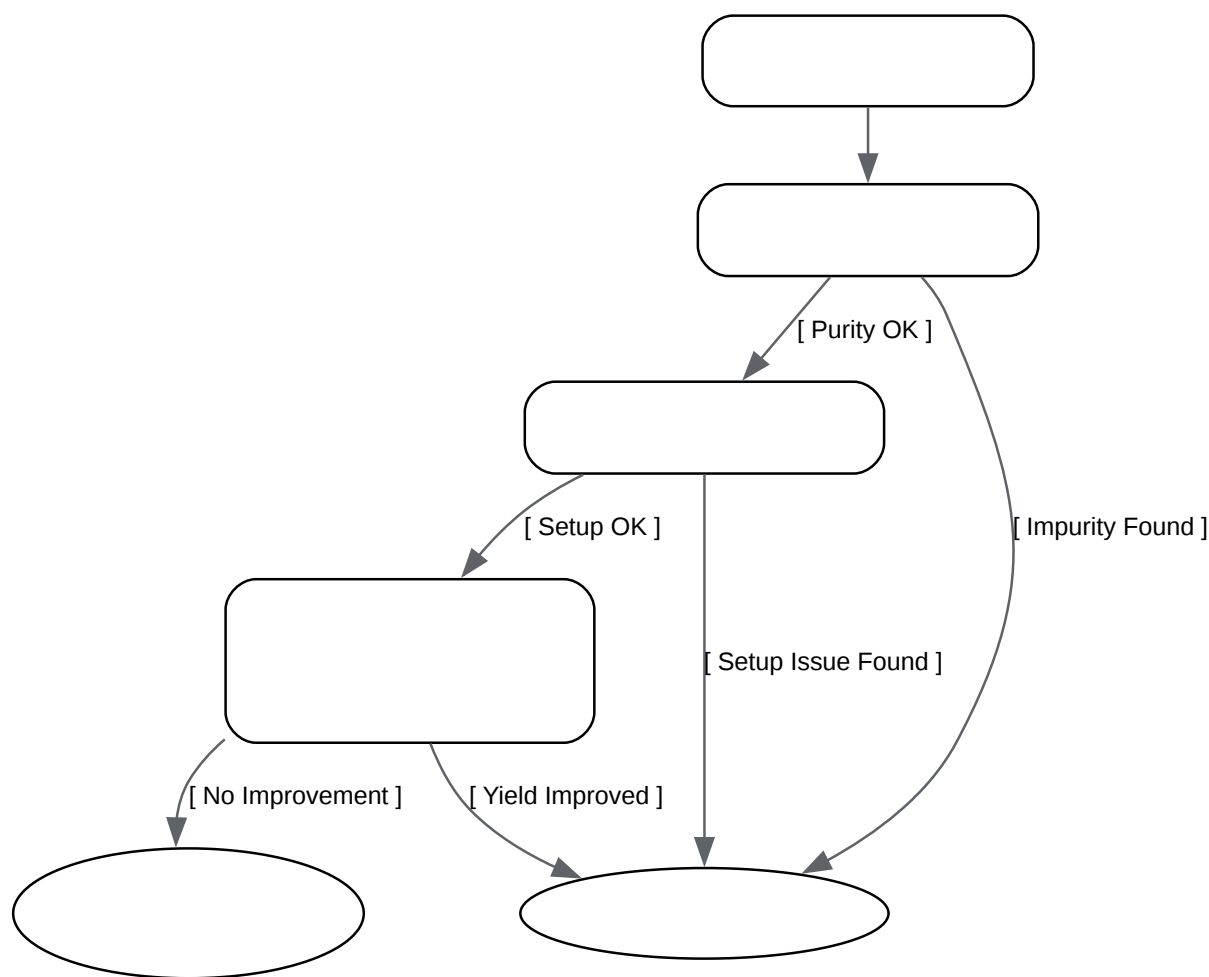 [ Purity OK ]
[ Setup OK ]
[ Impurity Found ]
[ Setup Issue Found ]
[ No Improvement ]
[ Yield Improved ]